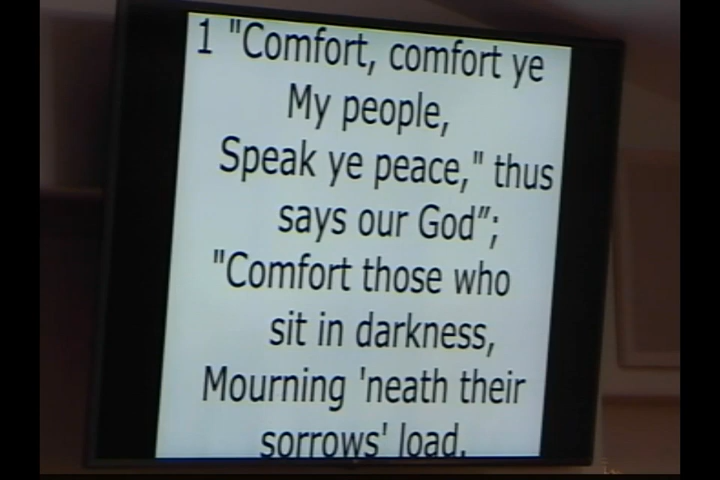 1 "Comfort, comfort ye
My people,
Speak ye peace," thus
says our God”;
"Comfort those who
sit in darkness,
Mourning 'neath their
sorrows' load.